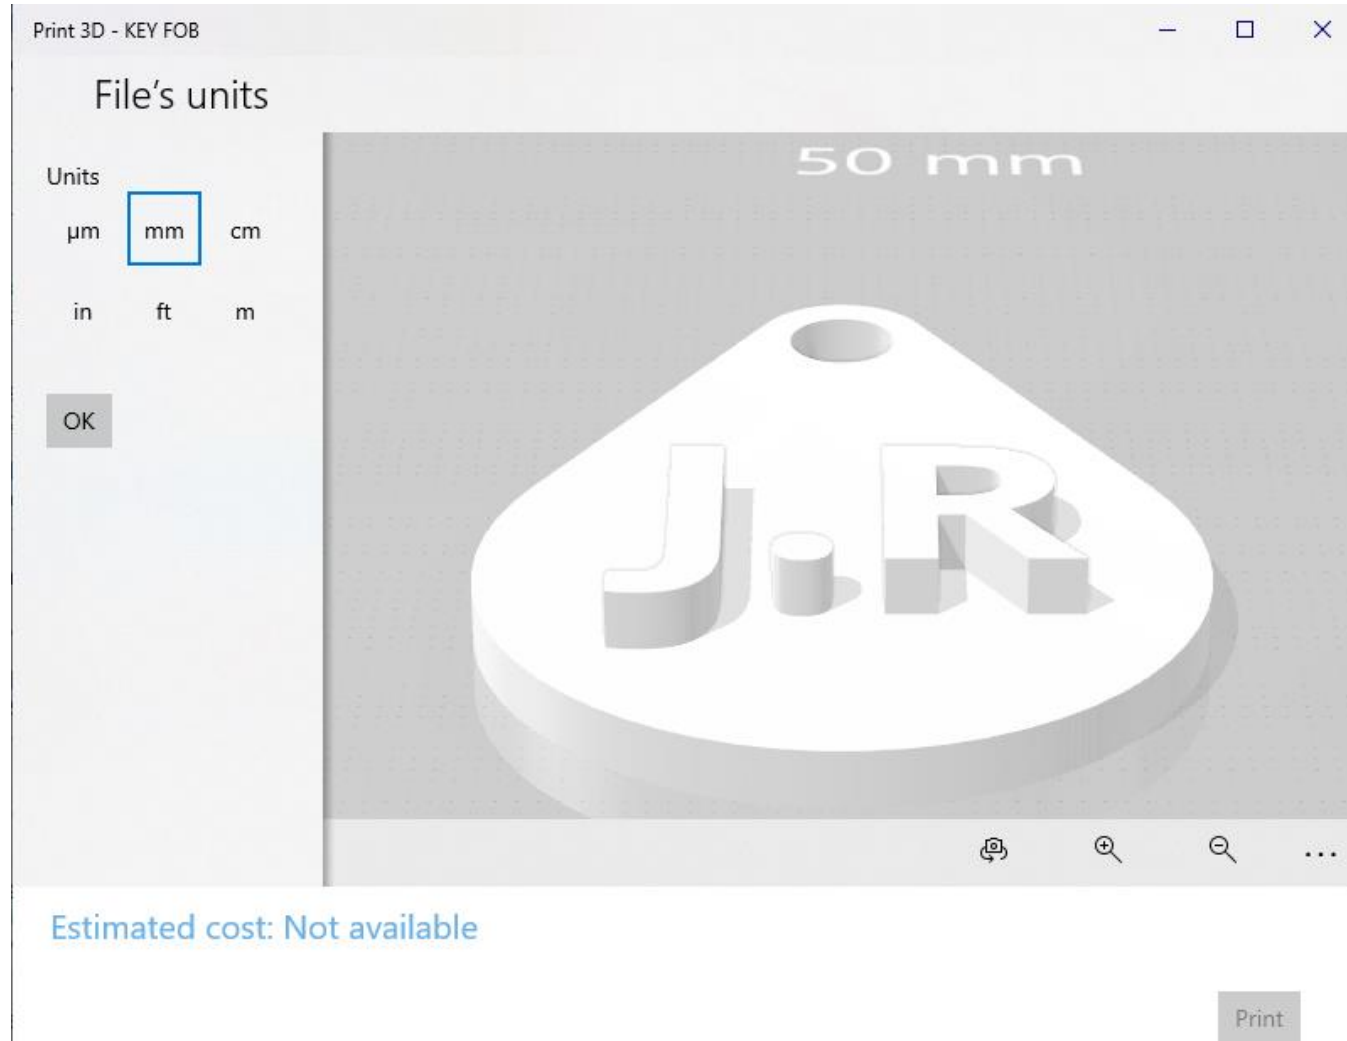 Print 3D - KEY FOB
File's units
50 mm
Units
µm mm cm
in ft m
OK
J.R
Estimated cost: Not available
Print